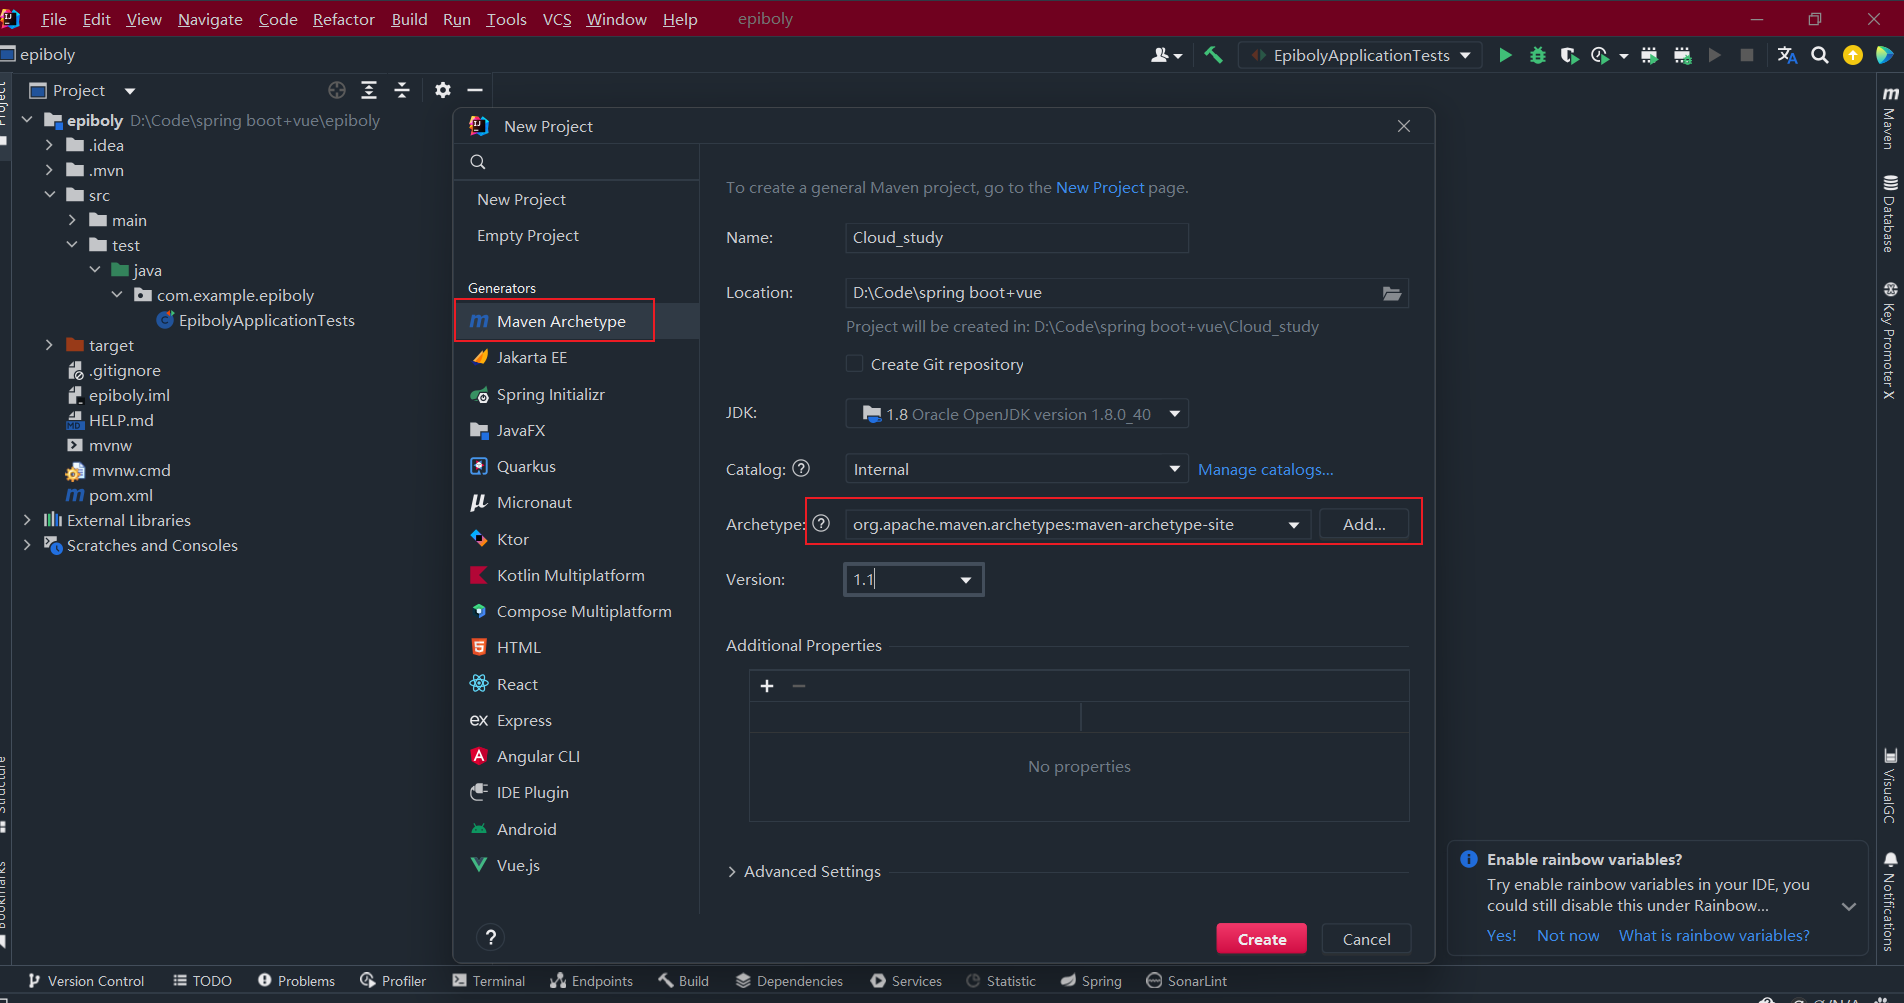 File Edit View Navigate Code Refactor Build Run Tools VCS Window Help epiboly
epiboly
EpibolyApplicationTests
Project
Project
epiboly D:\Code\spring boot+vue\epiboly
.idea
.mvn
src
main
test
java
com.example.epiboly
EpibolyApplicationTests
target
.gitignore
epiboly.iml
HELP.md
mvnw
mvnw.cmd
pom.xml
External Libraries
Scratches and Consoles
Structure
Bookmarks
New Project
New Project
Empty Project
Generators
Maven Archetype
Jakarta EE
Spring Initializr
JavaFX
Quarkus
Micronaut
Ktor
Kotlin Multiplatform
Compose Multiplatform
HTML
React
Express
Angular CLI
IDE Plugin
Android
Vue.js
To create a general Maven project, go to the New Project page.
Name: Cloud_study
Location: D:\Code\spring boot+vue
Project will be created in: D:\Code\spring boot+vue\Cloud_study
Create Git repository
JDK: 1.8 Oracle OpenJDK version 1.8.0_40
Catalog: Internal Manage catalogs...
Archetype: org.apache.maven.archetypes:maven-archetype-site Add...
Version: 1.1
Additional Properties
No properties
Advanced Settings
Create Cancel
Maven
Database
Key Promoter X
VisualGC
Notifications
Enable rainbow variables?
Try enable rainbow variables in your IDE, you
could still disable this under Rainbow...
Yes! Not now What is rainbow variables?
Version Control TODO Problems Profiler Terminal Endpoints Build Dependencies Services Statistic Spring SonarLint